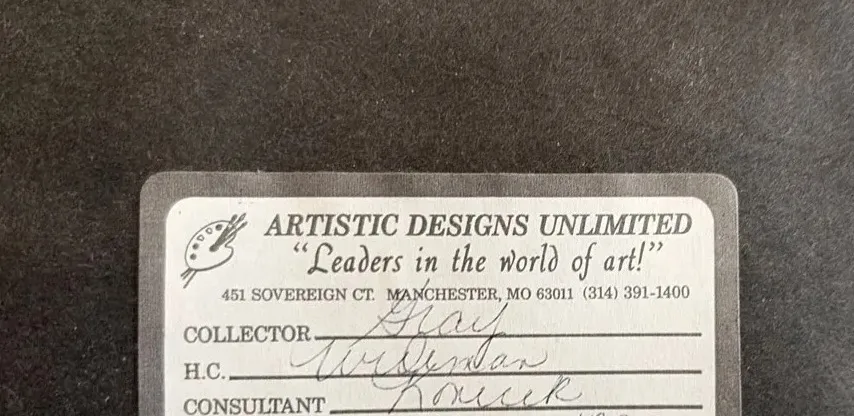 ARTISTIC DESIGNS UNLIMITED
“Leaders in the world of art!”
451 SOVEREIGN CT. MANCHESTER, MO 63011 (314) 391-1400
COLLECTOR Gray
H.C. Wideman
CONSULTANT